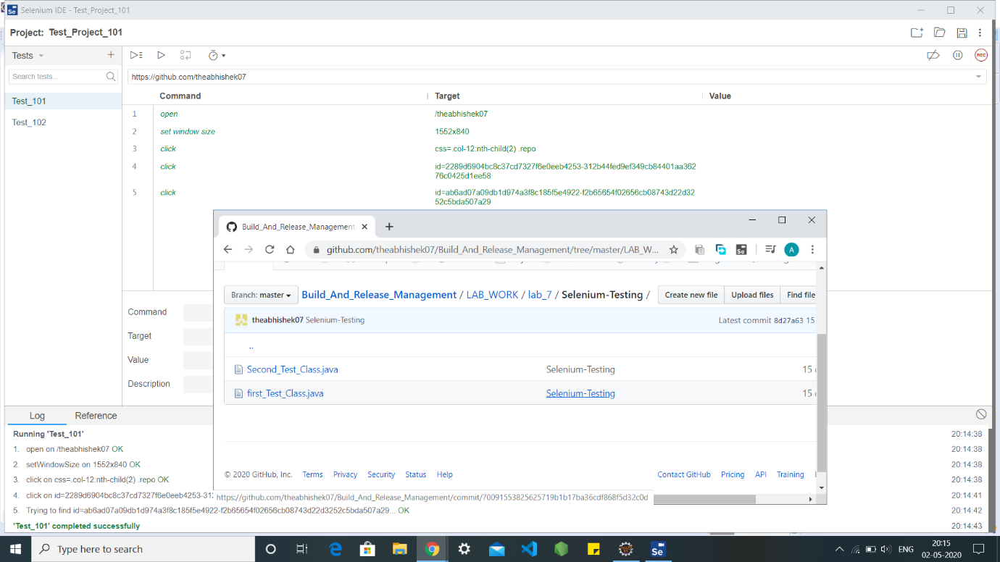 Selenium IDE - Test_Project_101
Project: Test_Project_101
Tests
REC
Search tests...
https://github.com/theabhishek07
Command Target Value
Test_101
Test_102
1 open /theabhishek07
2 set window size 1552x840
3 click css=.col-12:nth-child(2) .repo
4 click id=2289d6904bc8c37cd7327f6e0eeb4253-312b44fed9ef349cb84401aa362
76c0425d1ee58
5 click id=ab6ad07a09db1d974a3f8c185f5e4922-f2b65654f02656cb08743d22d3
252c5bda507a29
Build_And_Release_Management
github.com/theabhishek07/Build_And_Release_Management/tree/master/LAB_W...
Branch: master
Build_And_Release_Management / LAB_WORK / lab_7 / Selenium-Testing /
Create new file Upload files Find file
theabhishek07 Selenium-Testing Latest commit 8d27a63 15
..
Second_Test_Class.java Selenium-Testing 15
first_Test_Class.java Selenium-Testing 15
© 2020 GitHub, Inc. Terms Privacy Security Status Help Contact GitHub Pricing API Training
https://github.com/theabhishek07/Build_And_Release_Management/commit/70091553825625719b1b17ba36cdf868f5d32c0d
Command
Target
Value
Description
Log Reference
Running 'Test_101' 20:14:38
1. open on /theabhishek07 OK 20:14:38
2. setWindowSize on 1552x840 OK 20:14:38
3. click on css=.col-12:nth-child(2) .repo OK 20:14:38
4. click on id=2289d6904bc8c37cd7327f6e0eeb4253-312 20:14:41
5. Trying to find id=ab6ad07a09db1d974a3f8c185f5e4922-f2b65654f02656cb08743d22d3252c5bda507a29... OK 20:14:42
'Test_101' completed successfully 20:14:43
Type here to search
ENG
20:15
02-05-2020